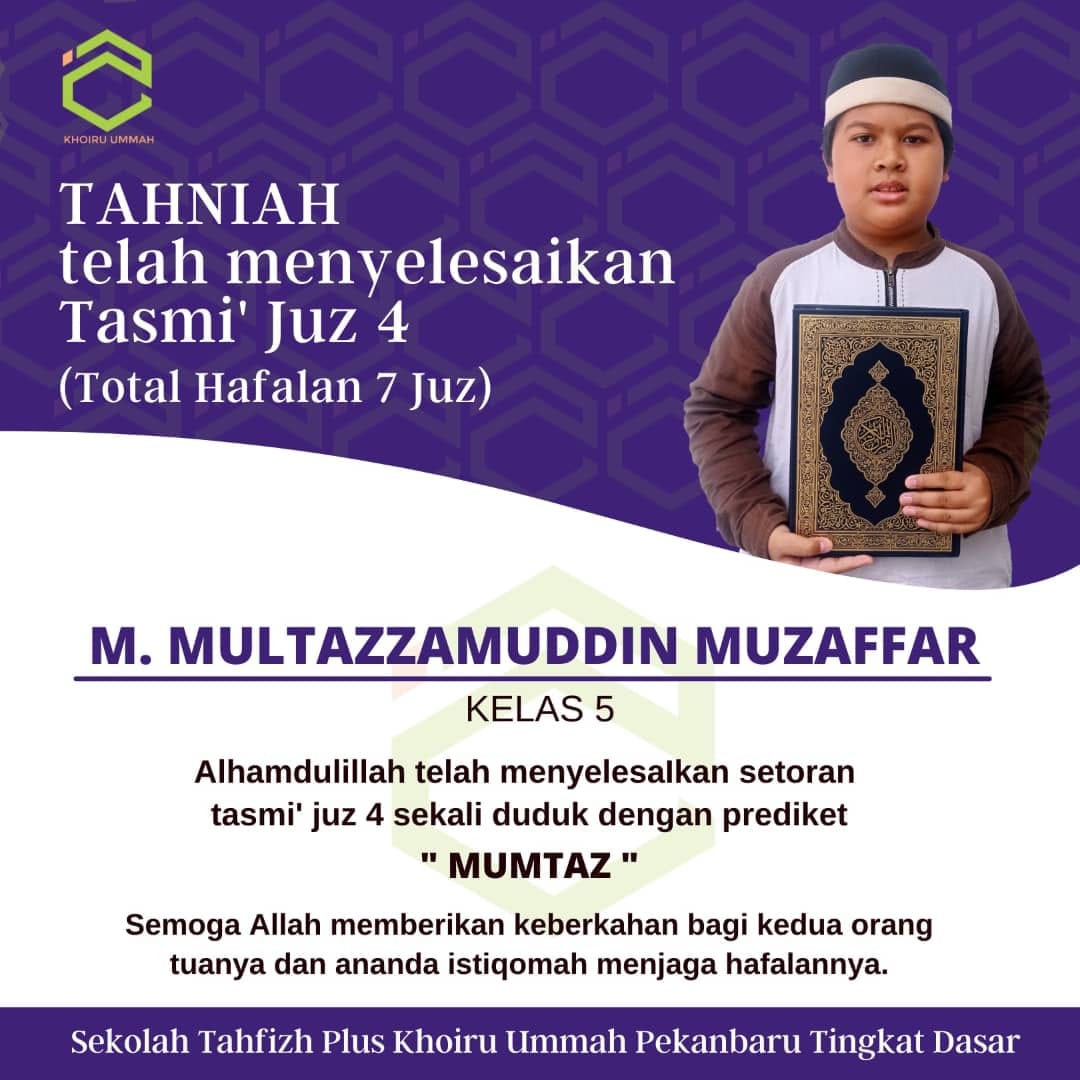 KHOIRU UMMAH
TAHNIAH
telah menyelesaikan
Tasmi' Juz 4
(Total Hafalan 7 Juz)
M. MULTAZZAMUDDIN MUZAFFAR
KELAS 5
Alhamdulillah telah menyelesaIkan setoran
tasmi' juz 4 sekali duduk dengan prediket
" MUMTAZ "
Semoga Allah memberikan keberkahan bagi kedua orang
tuanya dan ananda istiqomah menjaga hafalannya.
Sekolah Tahfizh Plus Khoiru Ummah Pekanbaru Tingkat Dasar